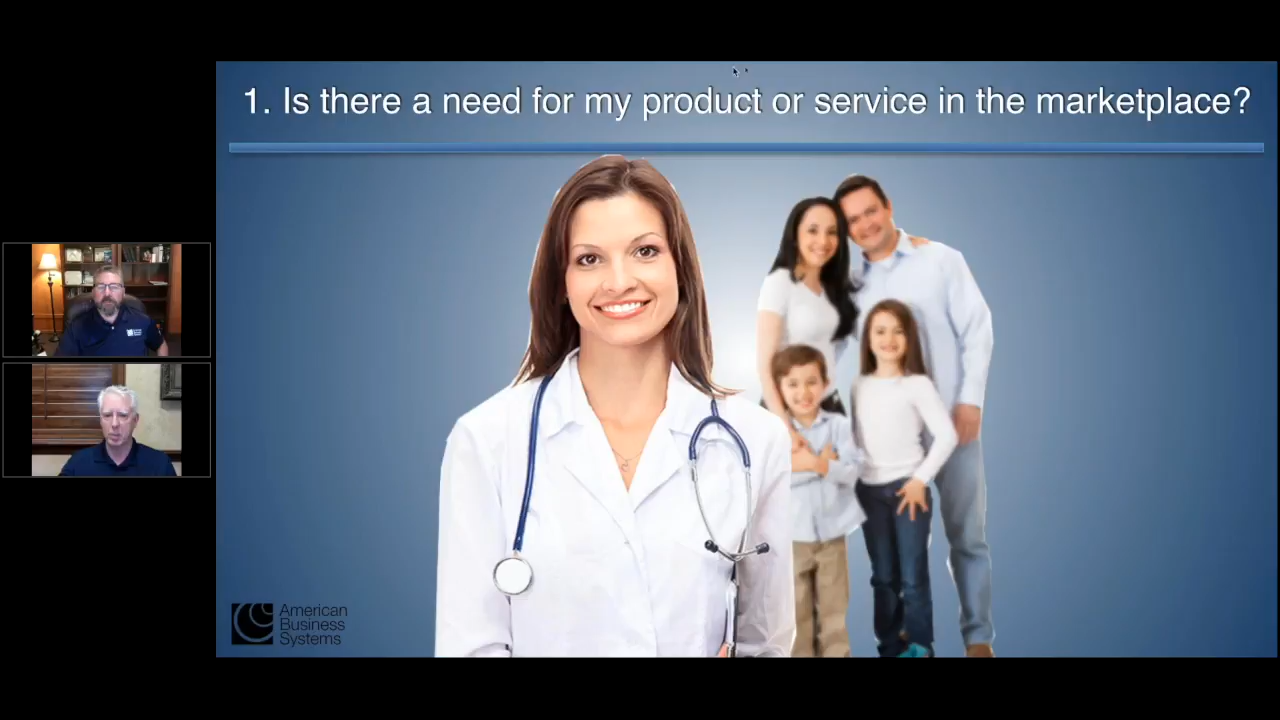 1. Is there a need for my product or service in the marketplace?
American
Business
Systems